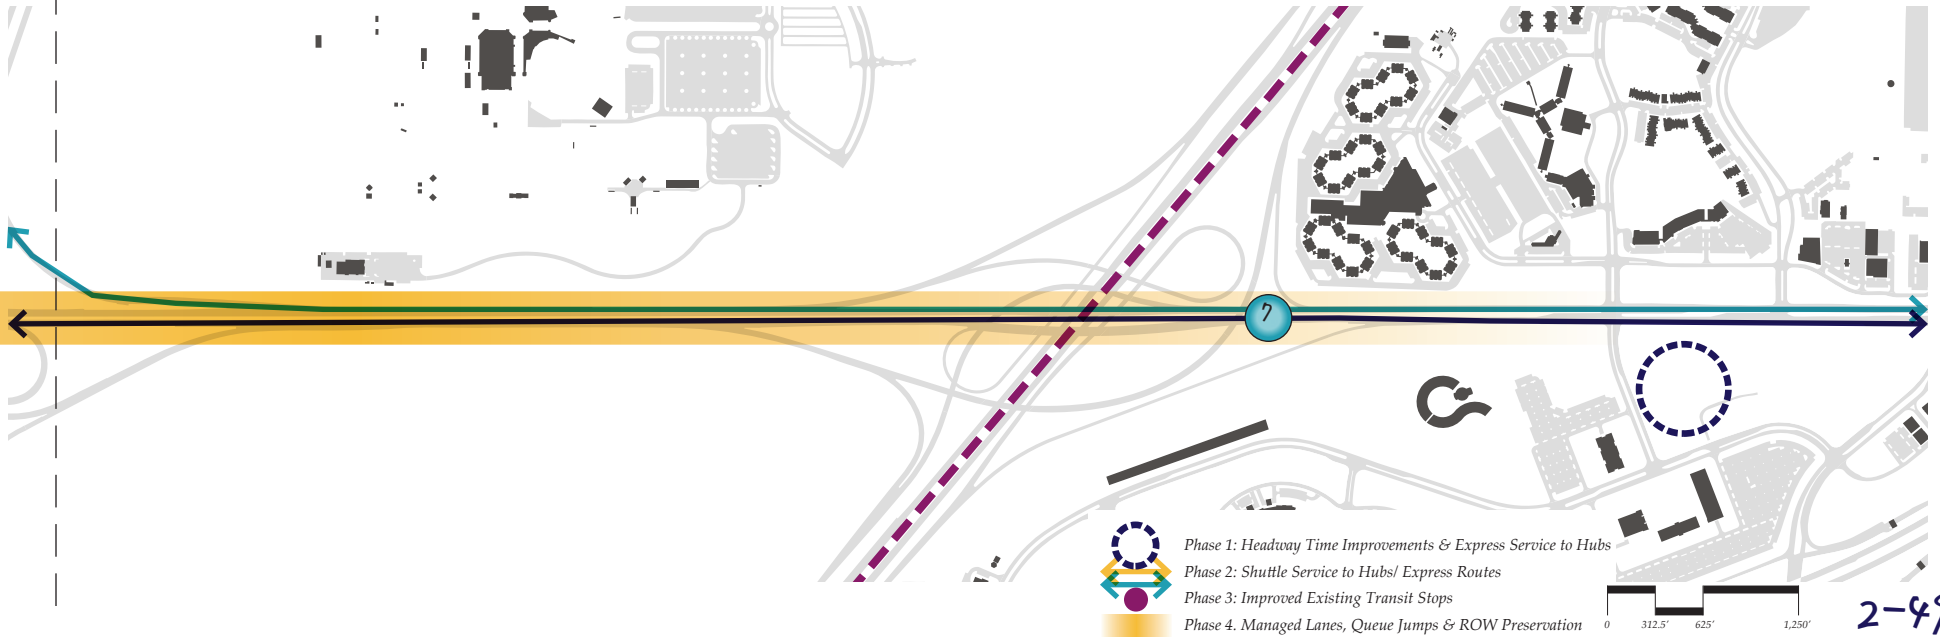 7
Phase 1: Headway Time Improvements & Express Service to Hubs
Phase 2: Shuttle Service to Hubs/ Express Routes
Phase 3: Improved Existing Transit Stops
Phase 4. Managed Lanes, Queue Jumps & ROW Preservation
0 312.5' 625' 1,250'
2-49